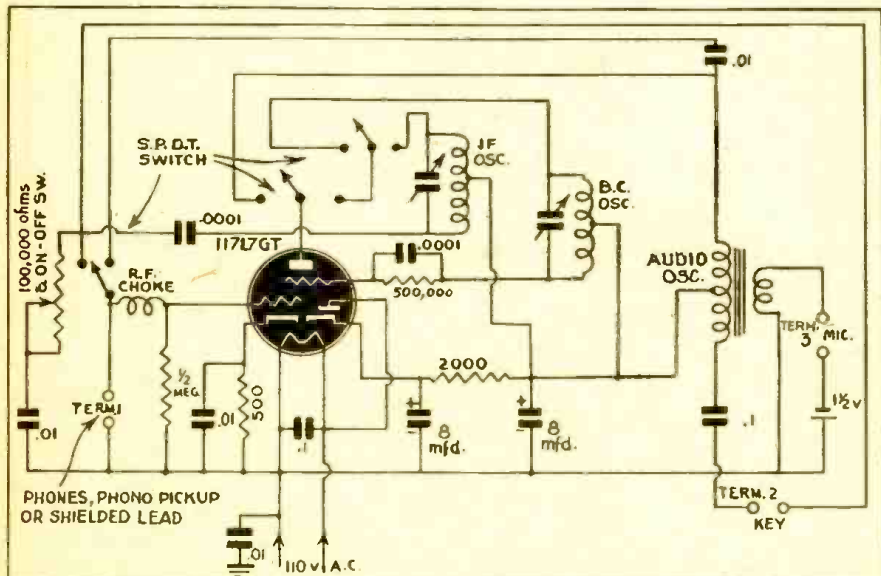 .01
S.P.D.T.
SWITCH
I.F
OSC.
B.C.
OSC.
100,000 ohms
& ON-OFF SW.
.0001
117L7GT
.0001
R.F.
CHOKE
500,000
AUDIO
OSC.
TERM.
3
MIC.
2000
½
MEG.
.01
500
TERM.1
.01
.1
+
-
8
mfd.
+
-
8
mfd.
.1
1½ V
PHONES, PHONO PICKUP
OR SHIELDED LEAD
TERM. 2
KEY
.01
110 V. A.C.